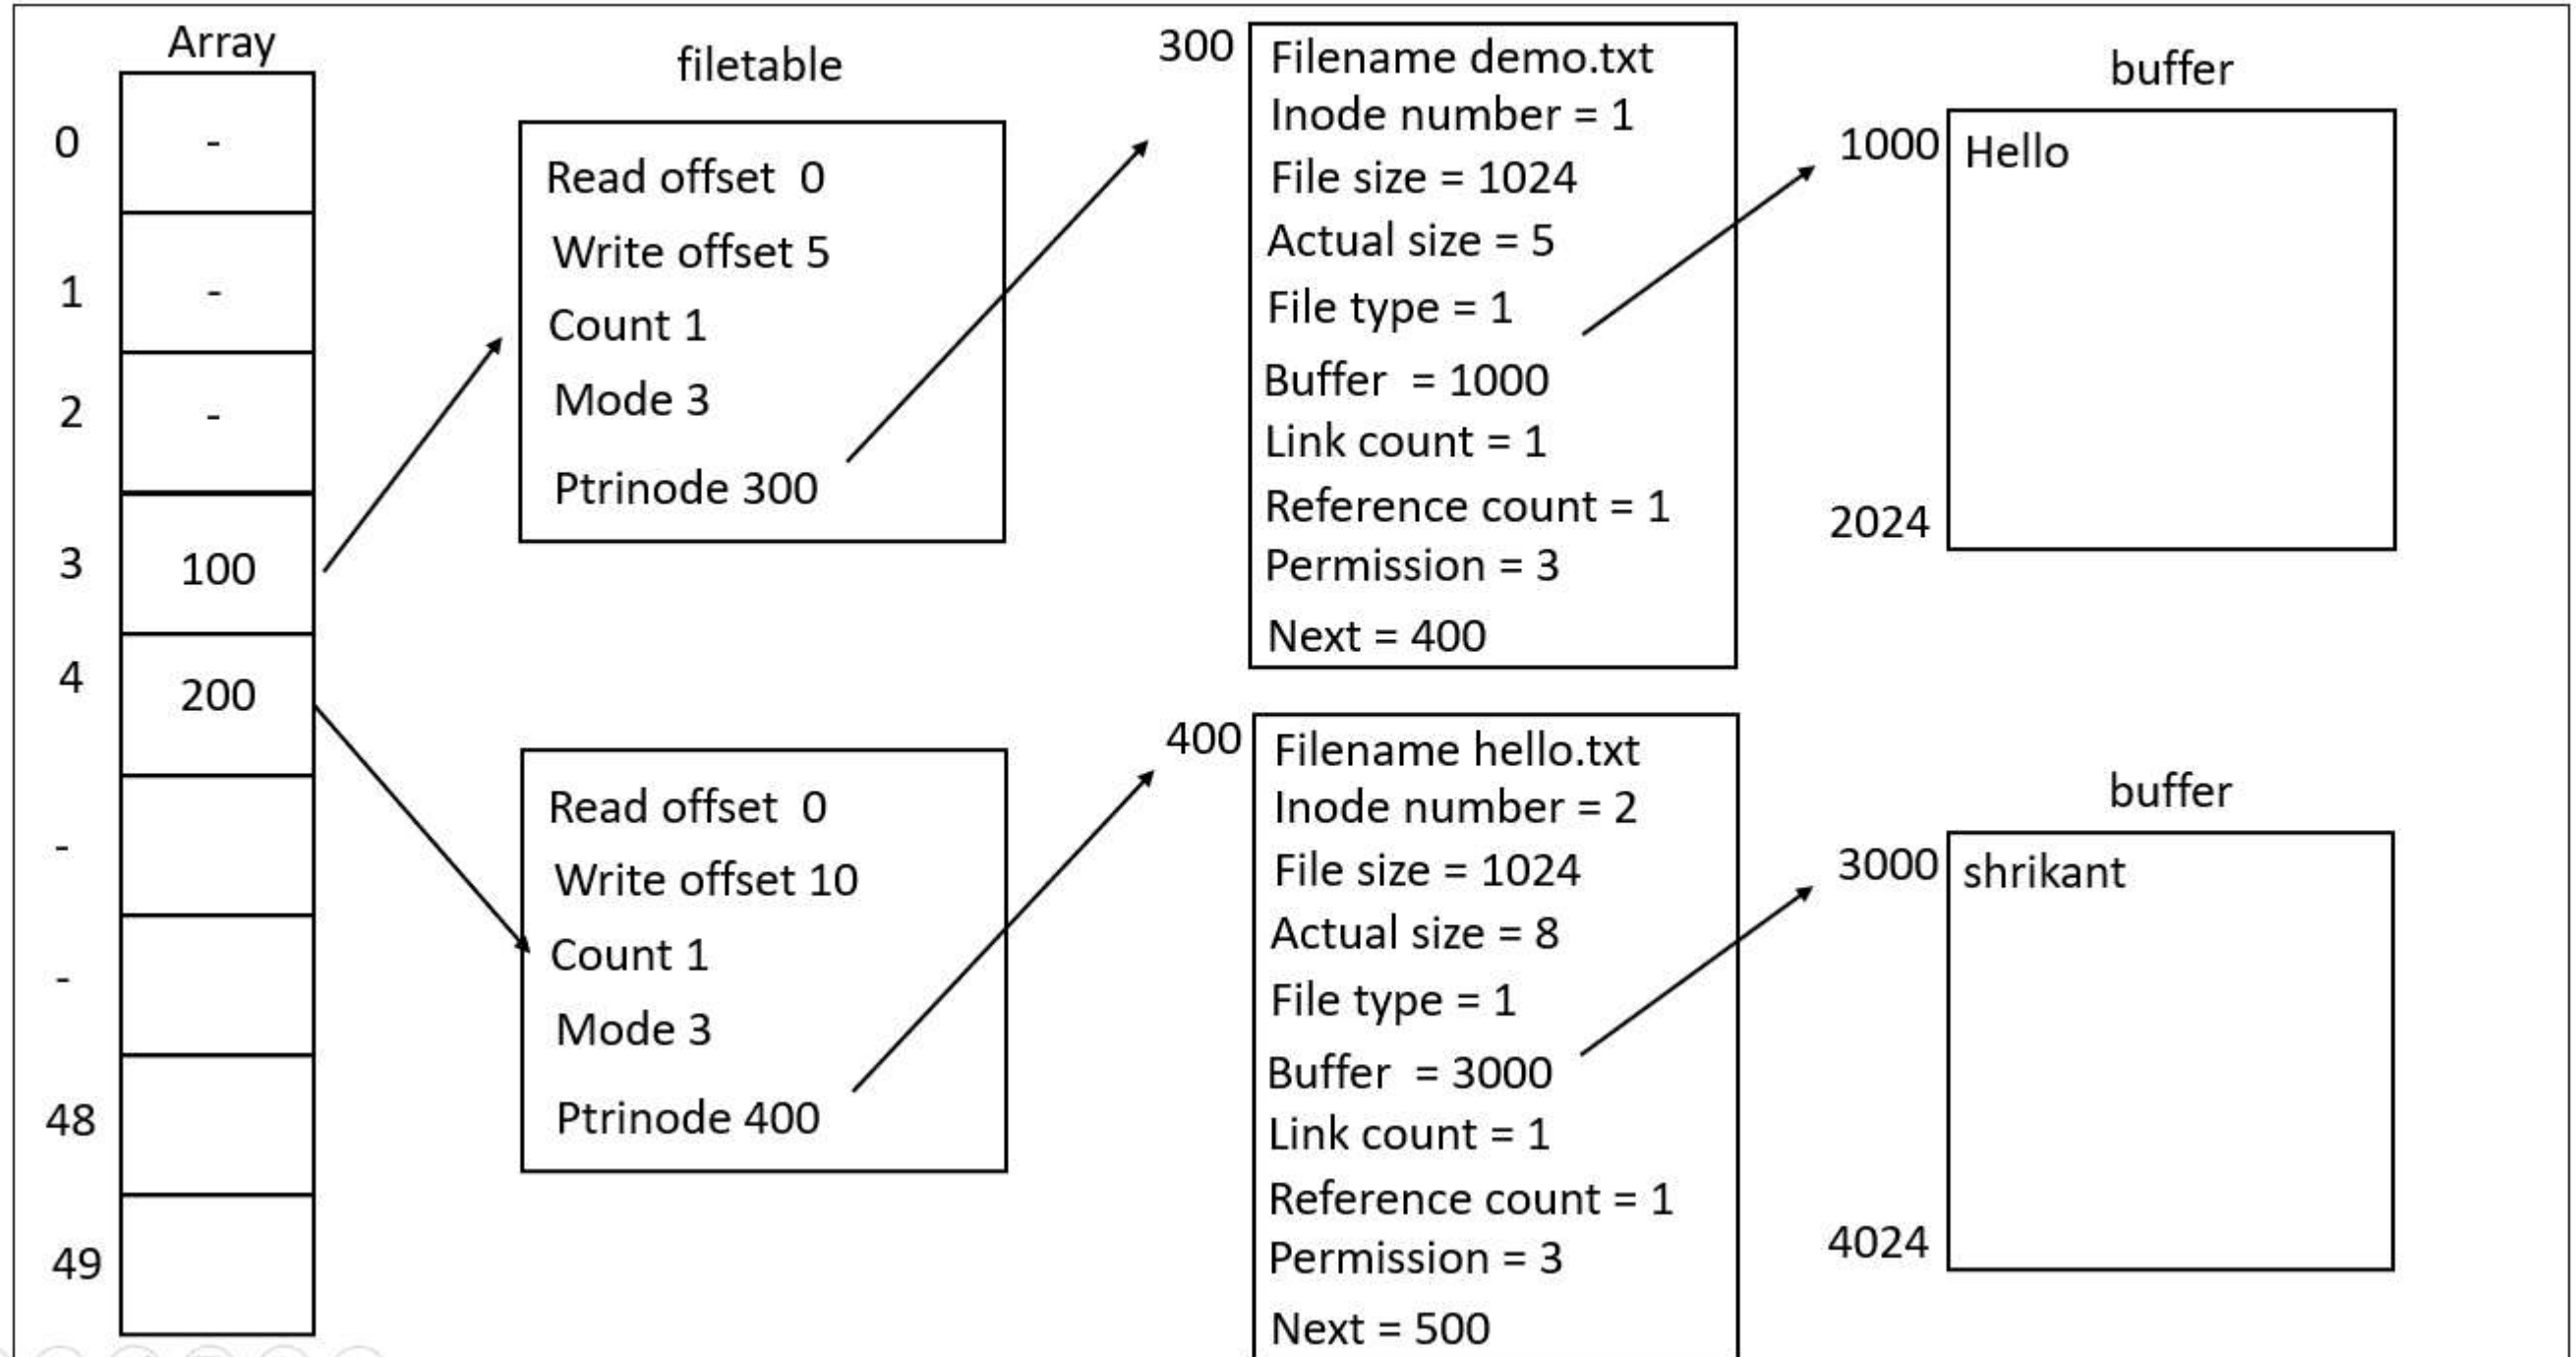 Array
0 -
1 -
2 -
3 100
4 200
-
-
48
49
filetable
Read offset 0
Write offset 5
Count 1
Mode 3
Ptrinode 300
Read offset 0
Write offset 10
Count 1
Mode 3
Ptrinode 400
300
Filename demo.txt
Inode number = 1
File size = 1024
Actual size = 5
File type = 1
Buffer = 1000
Link count = 1
Reference count = 1
Permission = 3
Next = 400
400
Filename hello.txt
Inode number = 2
File size = 1024
Actual size = 8
File type = 1
Buffer = 3000
Link count = 1
Reference count = 1
Permission = 3
Next = 500
buffer
1000 Hello
2024
buffer
3000 shrikant
4024